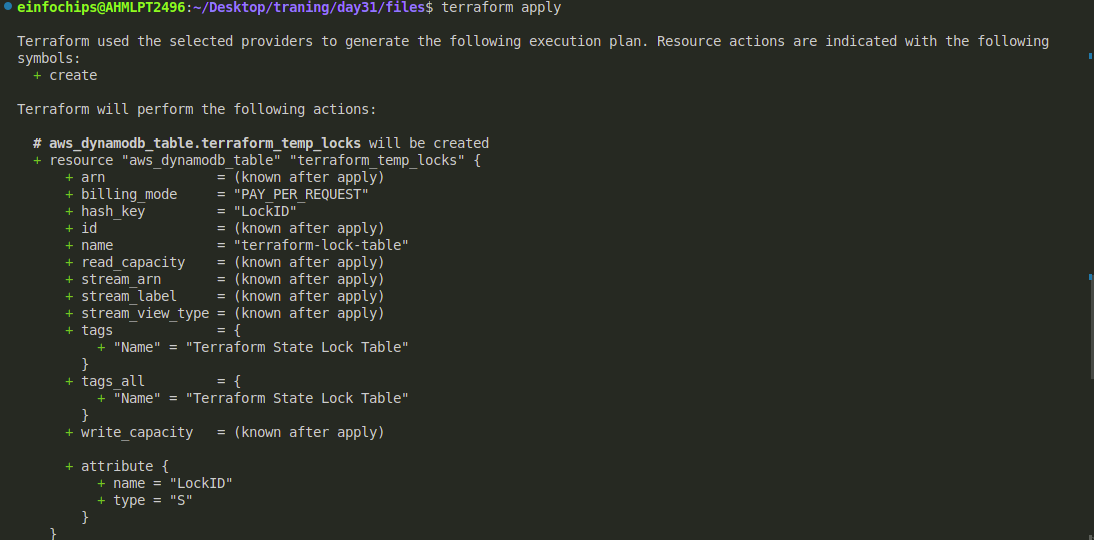 einfochips@AHMLPT2496:~/Desktop/traning/day31/files$ terraform apply
Terraform used the selected providers to generate the following execution plan. Resource actions are indicated with the following
symbols:
  + create
Terraform will perform the following actions:
  # aws_dynamodb_table.terraform_temp_locks will be created
  + resource "aws_dynamodb_table" "terraform_temp_locks" {
      + arn              = (known after apply)
      + billing_mode     = "PAY_PER_REQUEST"
      + hash_key         = "LockID"
      + id               = (known after apply)
      + name             = "terraform-lock-table"
      + read_capacity    = (known after apply)
      + stream_arn       = (known after apply)
      + stream_label     = (known after apply)
      + stream_view_type = (known after apply)
      + tags             = {
          + "Name" = "Terraform State Lock Table"
        }
      + tags_all         = {
          + "Name" = "Terraform State Lock Table"
        }
      + write_capacity   = (known after apply)
      + attribute {
          + name = "LockID"
          + type = "S"
        }
    }